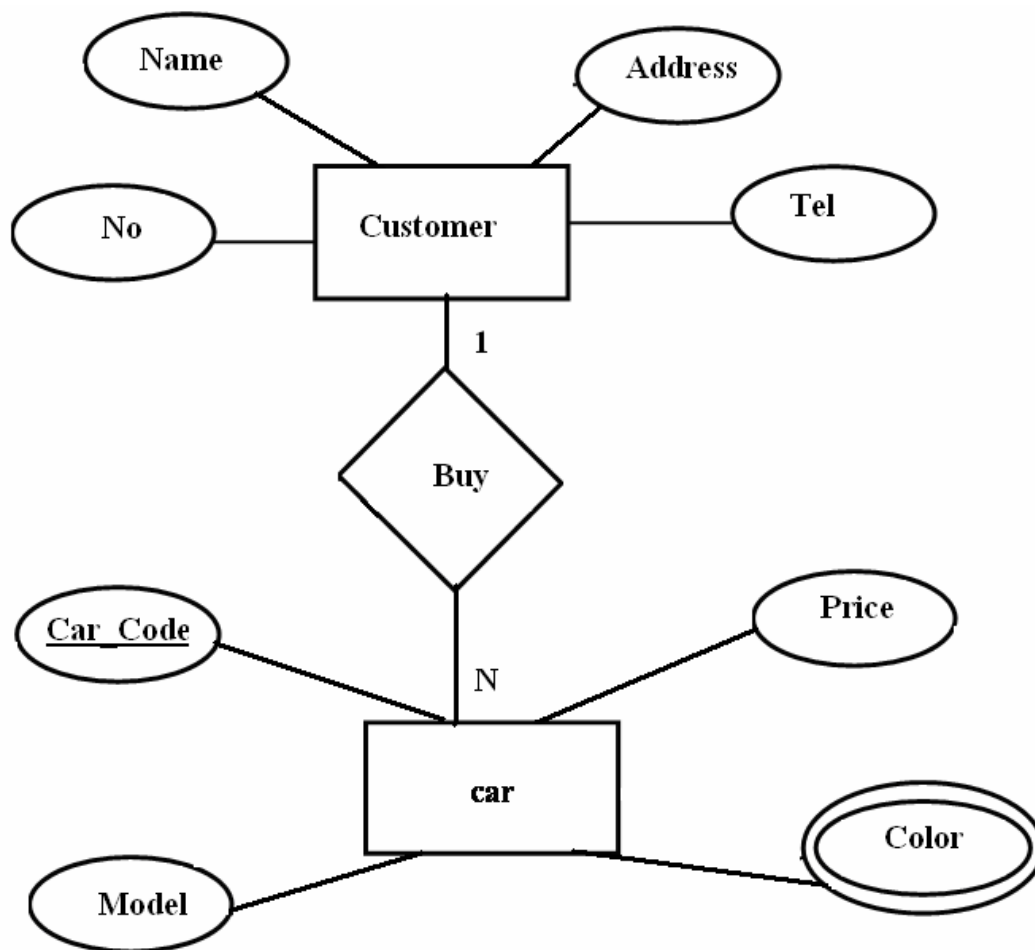 Name
Address
No
Customer
Tel
1
Buy
Car_Code
Price
N
car
Color
Model